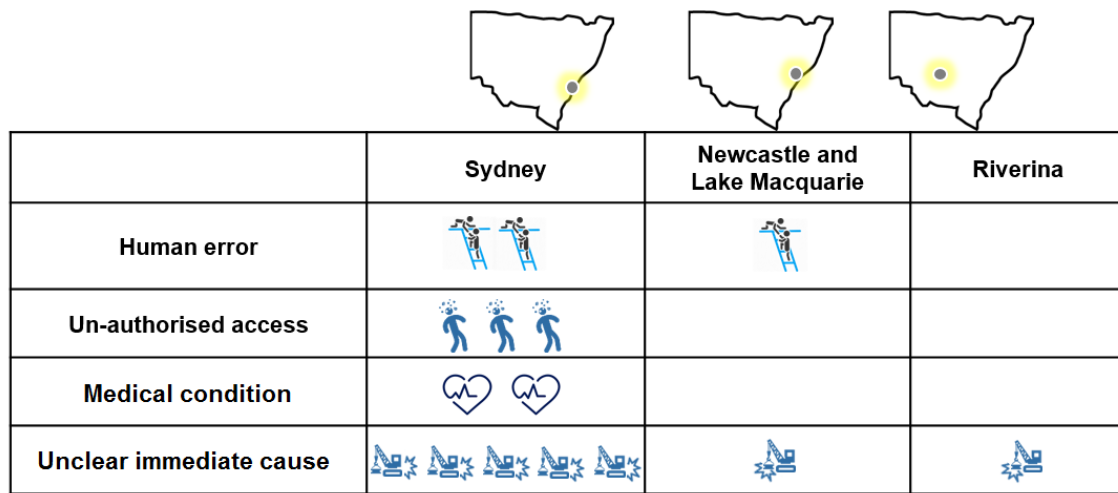 Sydney
Newcastle and
Lake Macquarie
Riverina
Human error
Un-authorised access
Medical condition
Unclear immediate cause